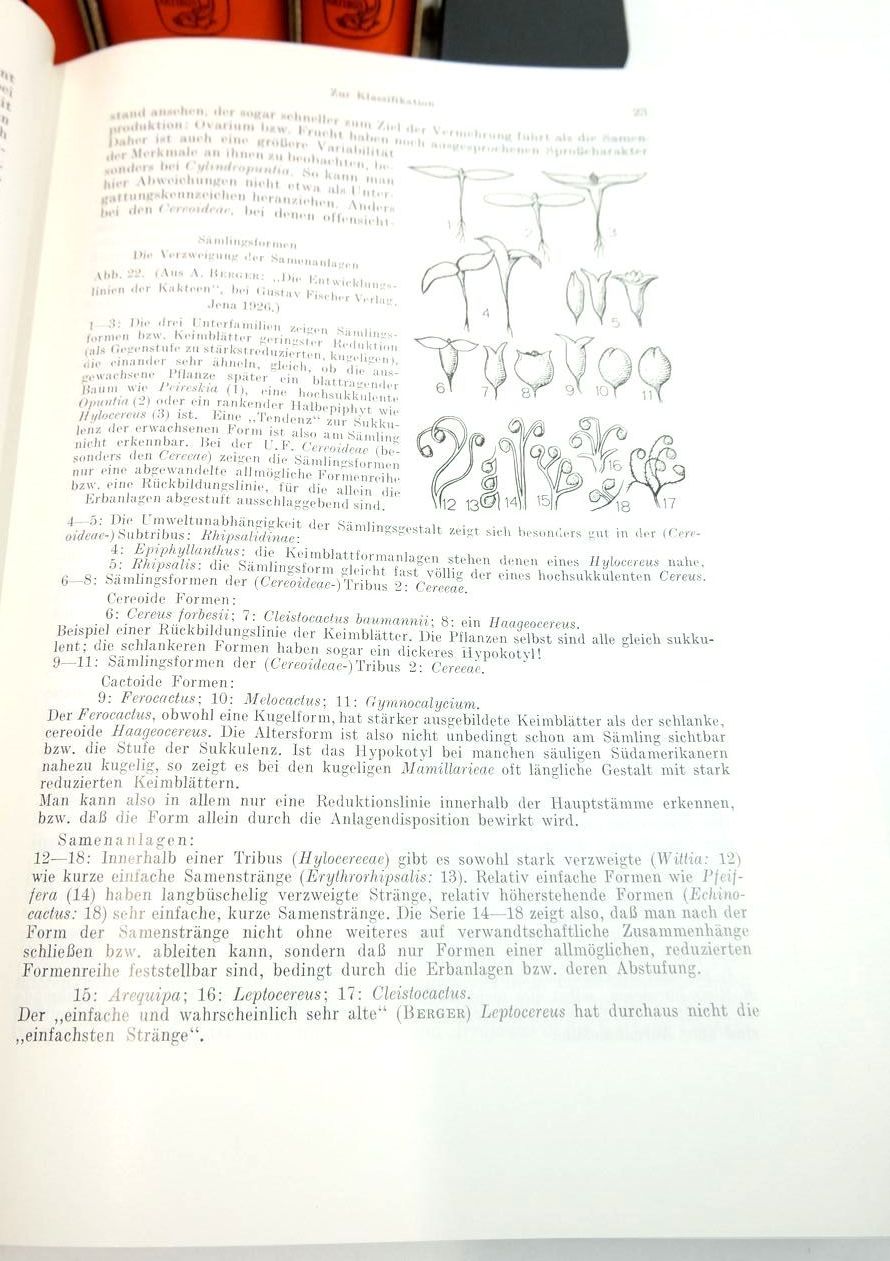 Zur Klassifikation
stand ansehen, der sogar schneller zum Ziel der Vermehrung führt als die Samen-
produktion: Ovarium bzw. Frucht haben noch ausgesprochenen Sproßcharakter
Daher ist auch eine größere Variabilität
der Merkmale an ihnen zu beobachten, be-
sonders bei Cylindropuntia. So kann man
hier Abweichungen nicht etwa als Unter-
gattungskennzeichen heranziehen. Anders
bei den Cereoideae, bei denen offensicht-
Sämlingsformen
Die Verzweigung der Samenanlagen
Abb. 22. (Aus A. BERGER: „Die Entwicklungs-
linien der Kakteen“, bei Gustav Fischer Verlag,
Jena 1926.)
1—3: Die drei Unterfamilien zeigen Sämlings-
formen bzw. Keimblätter geringster Reduktion
(als Gegenstufe zu stärkstreduzierten, kugeligen),
die einander sehr ähneln, gleich, ob die aus-
gewachsene Pflanze später ein blattragender
Baum wie Peireskia (1), eine hochsukkulente
Opuntia (2) oder ein rankender Halbepiphyt wie
Hylocereus (3) ist. Eine „Tendenz“ zur Sukku-
lenz der erwachsenen Form ist also am Sämling
nicht erkennbar. Bei der U.F. Cereoideae (be-
sonders den Cereeae) zeigen die Sämlingsformen
nur eine abgewandelte allmögliche Formenreihe
bzw. eine Rückbildungslinie, für die allein die
Erbanlagen abgestuft ausschlaggebend sind.
1
2
3
4
5
6
7
8
9
10
11
12
13
14
15
16
18
17
4—5: Die Umweltunabhängigkeit der Sämlingsgestalt zeigt sich besonders gut in der (Cere-
oideae-) Subtribus: Rhipsalidinae:
4: Epiphyllanthus: die Keimblattformanlagen stehen denen eines Hylocereus nahe,
5: Rhipsalis: die Sämlingsform gleicht fast völlig der eines hochsukkulenten Cereus.
6—8: Sämlingsformen der (Cereoideae-) Tribus 2: Cereeae.
Cereoide Formen:
6: Cereus forbesii; 7: Cleistocactus baumannii; 8: ein Haageocereus.
Beispiel einer Rückbildungslinie der Keimblätter. Die Pflanzen selbst sind alle gleich sukku-
lent; die schlankeren Formen haben sogar ein dickeres Hypokotyl!
9—11: Sämlingsformen der (Cereoideae-) Tribus 2: Cereeae.
Cactoide Formen:
9: Ferocactus; 10: Melocactus; 11: Gymnocalycium.
Der Ferocactus, obwohl eine Kugelform, hat stärker ausgebildete Keimblätter als der schlanke,
cereoide Haageocereus. Die Altersform ist also nicht unbedingt schon am Sämling sichtbar
bzw. die Stufe der Sukkulenz. Ist das Hypokotyl bei manchen säuligen Südamerikanern
nahezu kugelig, so zeigt es bei den kugeligen Mamillarieae oft längliche Gestalt mit stark
reduzierten Keimblättern.
Man kann also in allem nur eine Reduktionslinie innerhalb der Hauptstämme erkennen,
bzw. daß die Form allein durch die Anlagendisposition bewirkt wird.
Samenanlagen:
12—18: Innerhalb einer Tribus (Hylocereeae) gibt es sowohl stark verzweigte (Wittia: 12)
wie kurze einfache Samenstränge (Erythrorhipsalis: 13). Relativ einfache Formen wie Pfeif-
fera (14) haben langbüschelig verzweigte Stränge, relativ höherstehende Formen (Echino-
cactus: 18) sehr einfache, kurze Samenstränge. Die Serie 14—18 zeigt also, daß man nach der
Form der Samenstränge nicht ohne weiteres auf verwandtschaftliche Zusammenhänge
schließen bzw. ableiten kann, sondern daß nur Formen einer allmöglichen, reduzierten
Formenreihe feststellbar sind, bedingt durch die Erbanlagen bzw. deren Abstufung.
15: Arequipa; 16: Leptocereus; 17: Cleistocactus.
Der „einfache und wahrscheinlich sehr alte“ (BERGER) Leptocereus hat durchaus nicht die
„einfachsten Stränge“.